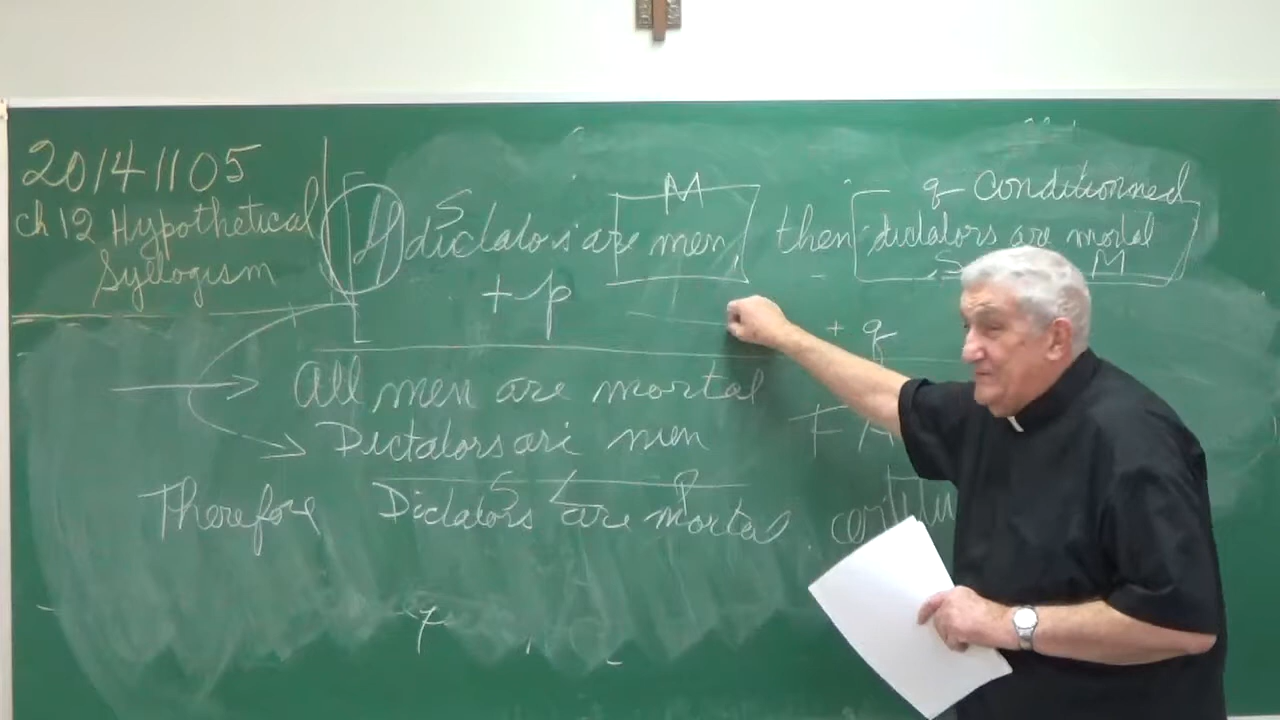 20141105
ch 12 Hypothetical
Syllogism
M
q Conditionned
S
If dictators are men, then dictators are mortal
S M
+p
+ q
All men are mortal
Dictators are men
F A
S P
Therefore Dictators are mortal.